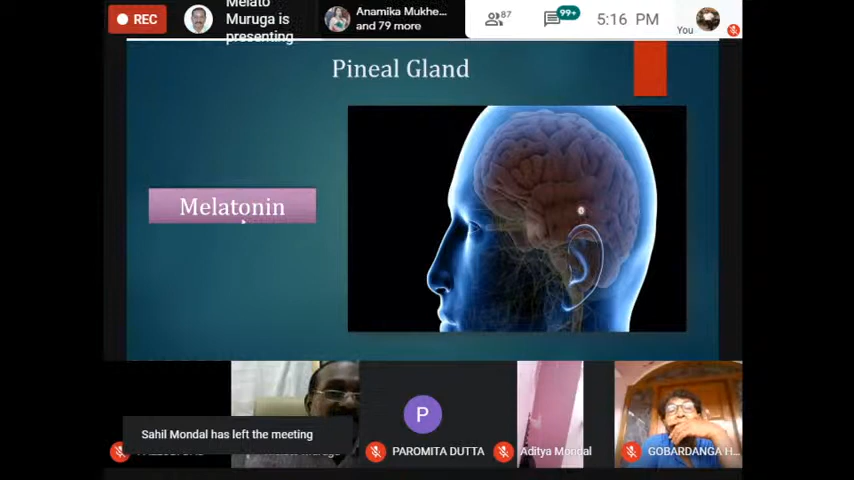 REC
Melato
Muruga is
presenting
Anamika Mukhe...
and 79 more
87
99+
5:16 PM
You
Pineal Gland
Melatonin
Sahil Mondal has left the meeting
P
PAROMITA DUTTA
Aditya Mondal
GOBARDANGA H...